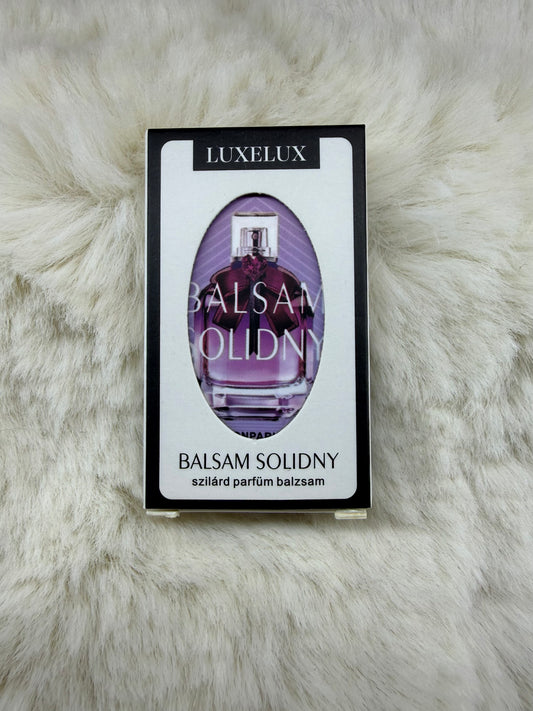 LUXELUX
BALSAM
SOLIDNY
BALSAM SOLIDNY
szilárd parfüm balzsam